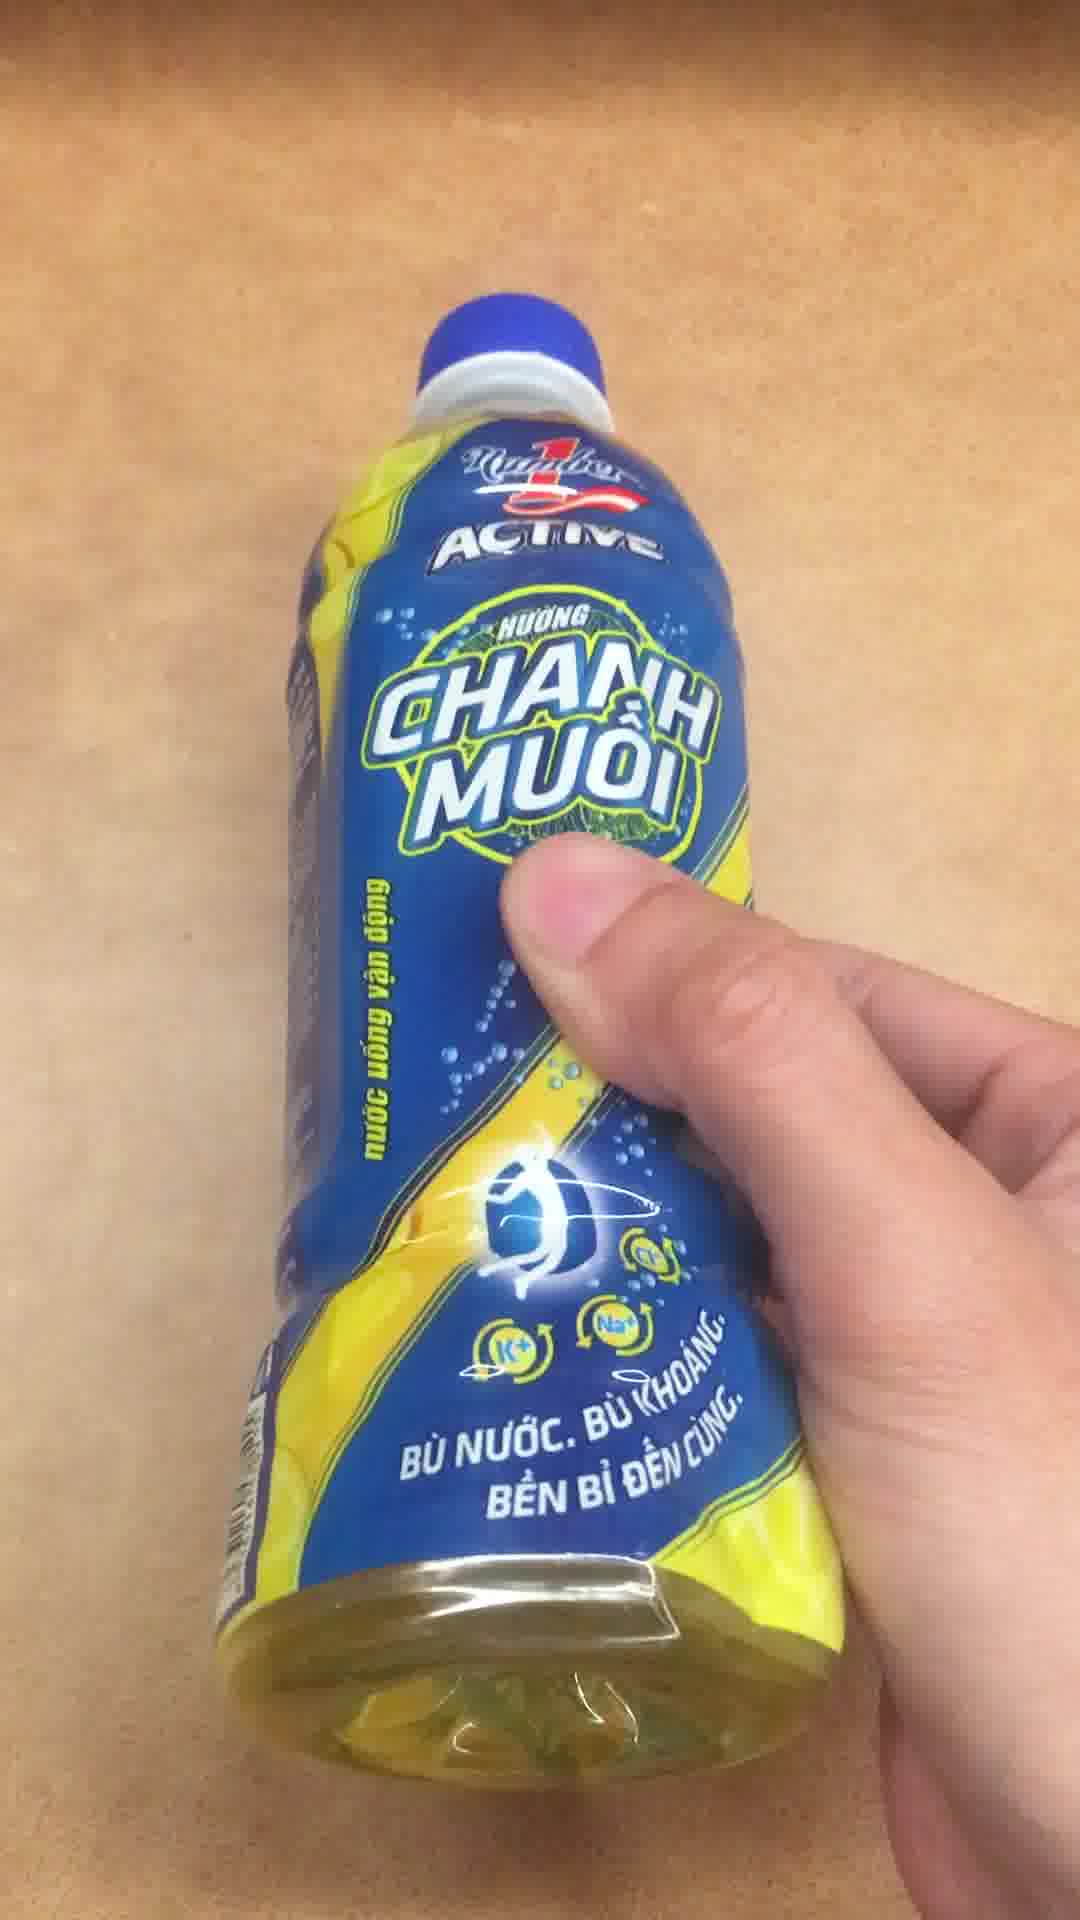 Number 1
ACTIVE
HƯƠNG
CHANH
MUỐI
nước uống vận động
Cl-
K+
Na+
BÙ NƯỚC. BÙ KHOÁNG.
BỀN BỈ ĐẾN CÙNG.